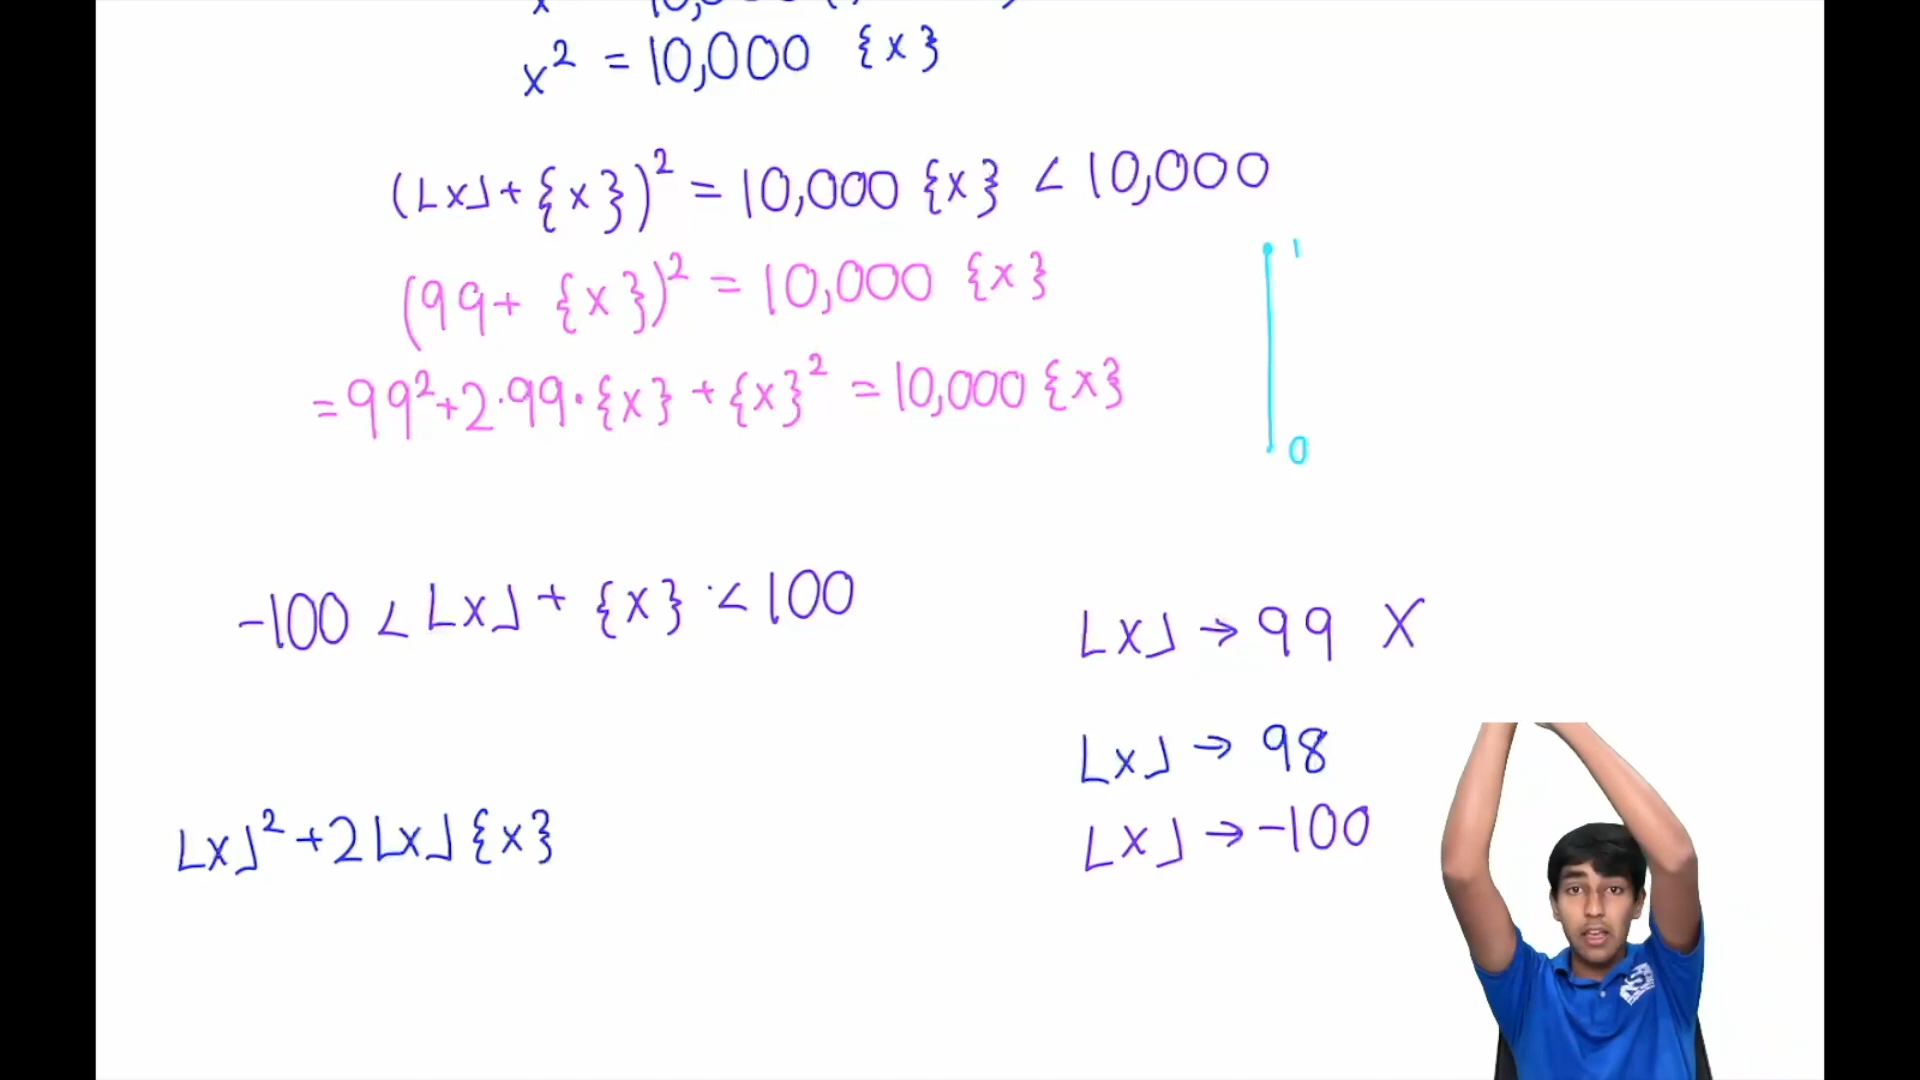 x² = 10,000 {x}
(⌊x⌋ + {x})² = 10,000 {x} < 10,000
(99 + {x})² = 10,000 {x}
1
= 99² + 2·99·{x} + {x}² = 10,000 {x}
0
-100 < ⌊x⌋ + {x} < 100
⌊x⌋ → 99 X
⌊x⌋ → 98
⌊x⌋² + 2⌊x⌋{x}
⌊x⌋ → -100